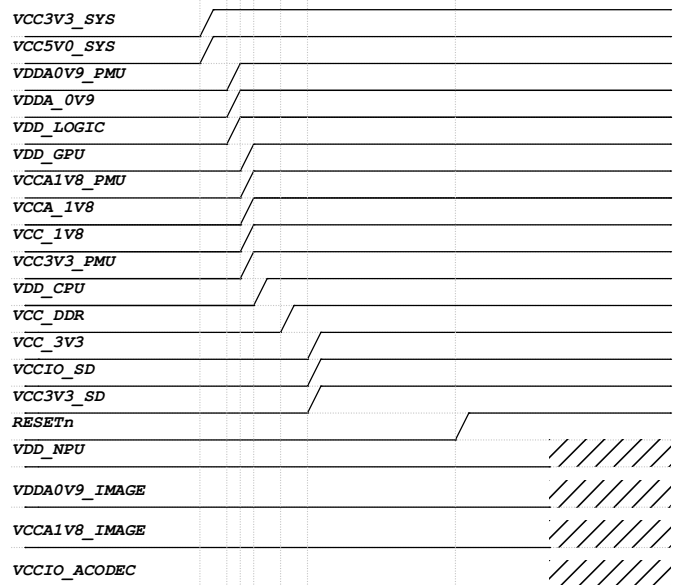 VCC3V3_SYS
VCC5V0_SYS
VDDA0V9_PMU
VDDA_0V9
VDD_LOGIC
VDD_GPU
VCCA1V8_PMU
VCCA_1V8
VCC_1V8
VCC3V3_PMU
VDD_CPU
VCC_DDR
VCC_3V3
VCCIO_SD
VCC3V3_SD
RESETn
VDD_NPU
VDDA0V9_IMAGE
VCCA1V8_IMAGE
VCCIO_ACODEC